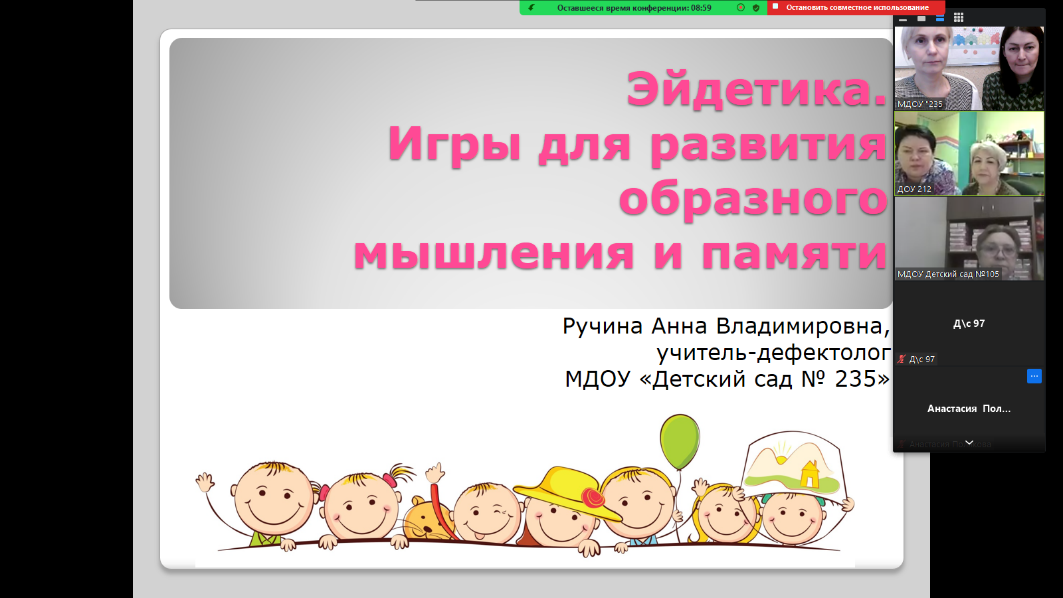 Оставшееся время конференции: 08:59
Остановить совместное использование
Эйдетика.
Игры для развития
образного
мышления и памяти
Ручина Анна Владимировна,
учитель-дефектолог
МДОУ «Детский сад № 235»
МДОУ "235
ДОУ 212
МДОУ Детский сад №105
Д\с 97
Д\с 97
Анастасия Пол...